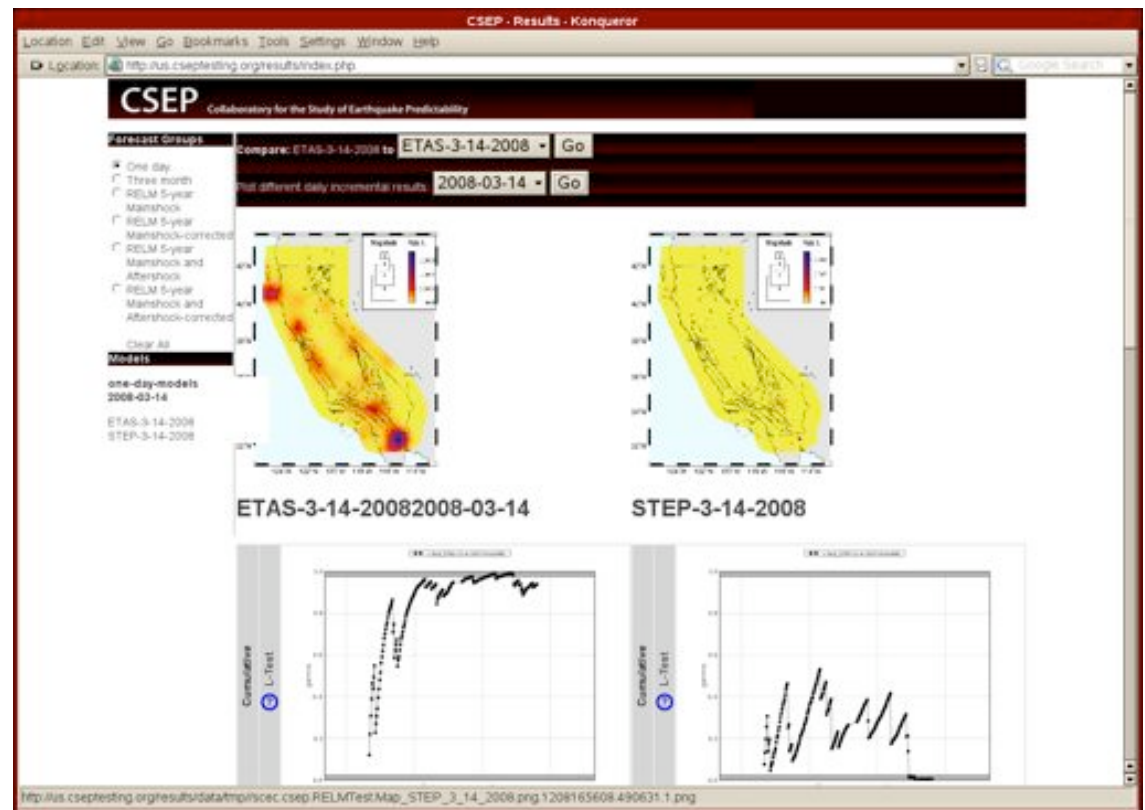 CSEP - Results - Konqueror
Location Edit View Go Bookmarks Tools Settings Window Help
Location: http://us.cseptesting.org/results/index.php
Google Search
CSEP Collaboratory for the Study of Earthquake Predictability
Forecast Groups
One day
Three month
RELM 5-year
Mainshock
RELM 5-year
Mainshock-corrected
RELM 5-year
Mainshock and
Aftershock
RELM 5-year
Mainshock and
Aftershock-corrected
Clear All
Models
one-day-models
2008-03-14
ETAS-3-14-2008
STEP-3-14-2008
Compare: ETAS-3-14-2008 to ETAS-3-14-2008 Go
Plot different daily incremental results: 2008-03-14 Go
ETAS-3-14-20082008-03-14
STEP-3-14-2008
Cumulative
? L-Test
Cumulative
? L-Test
http://us.cseptesting.org/results/data/tmp//scec.csep.RELMTest.Map_STEP_3_14_2008.png.1208165608.490631.1.png